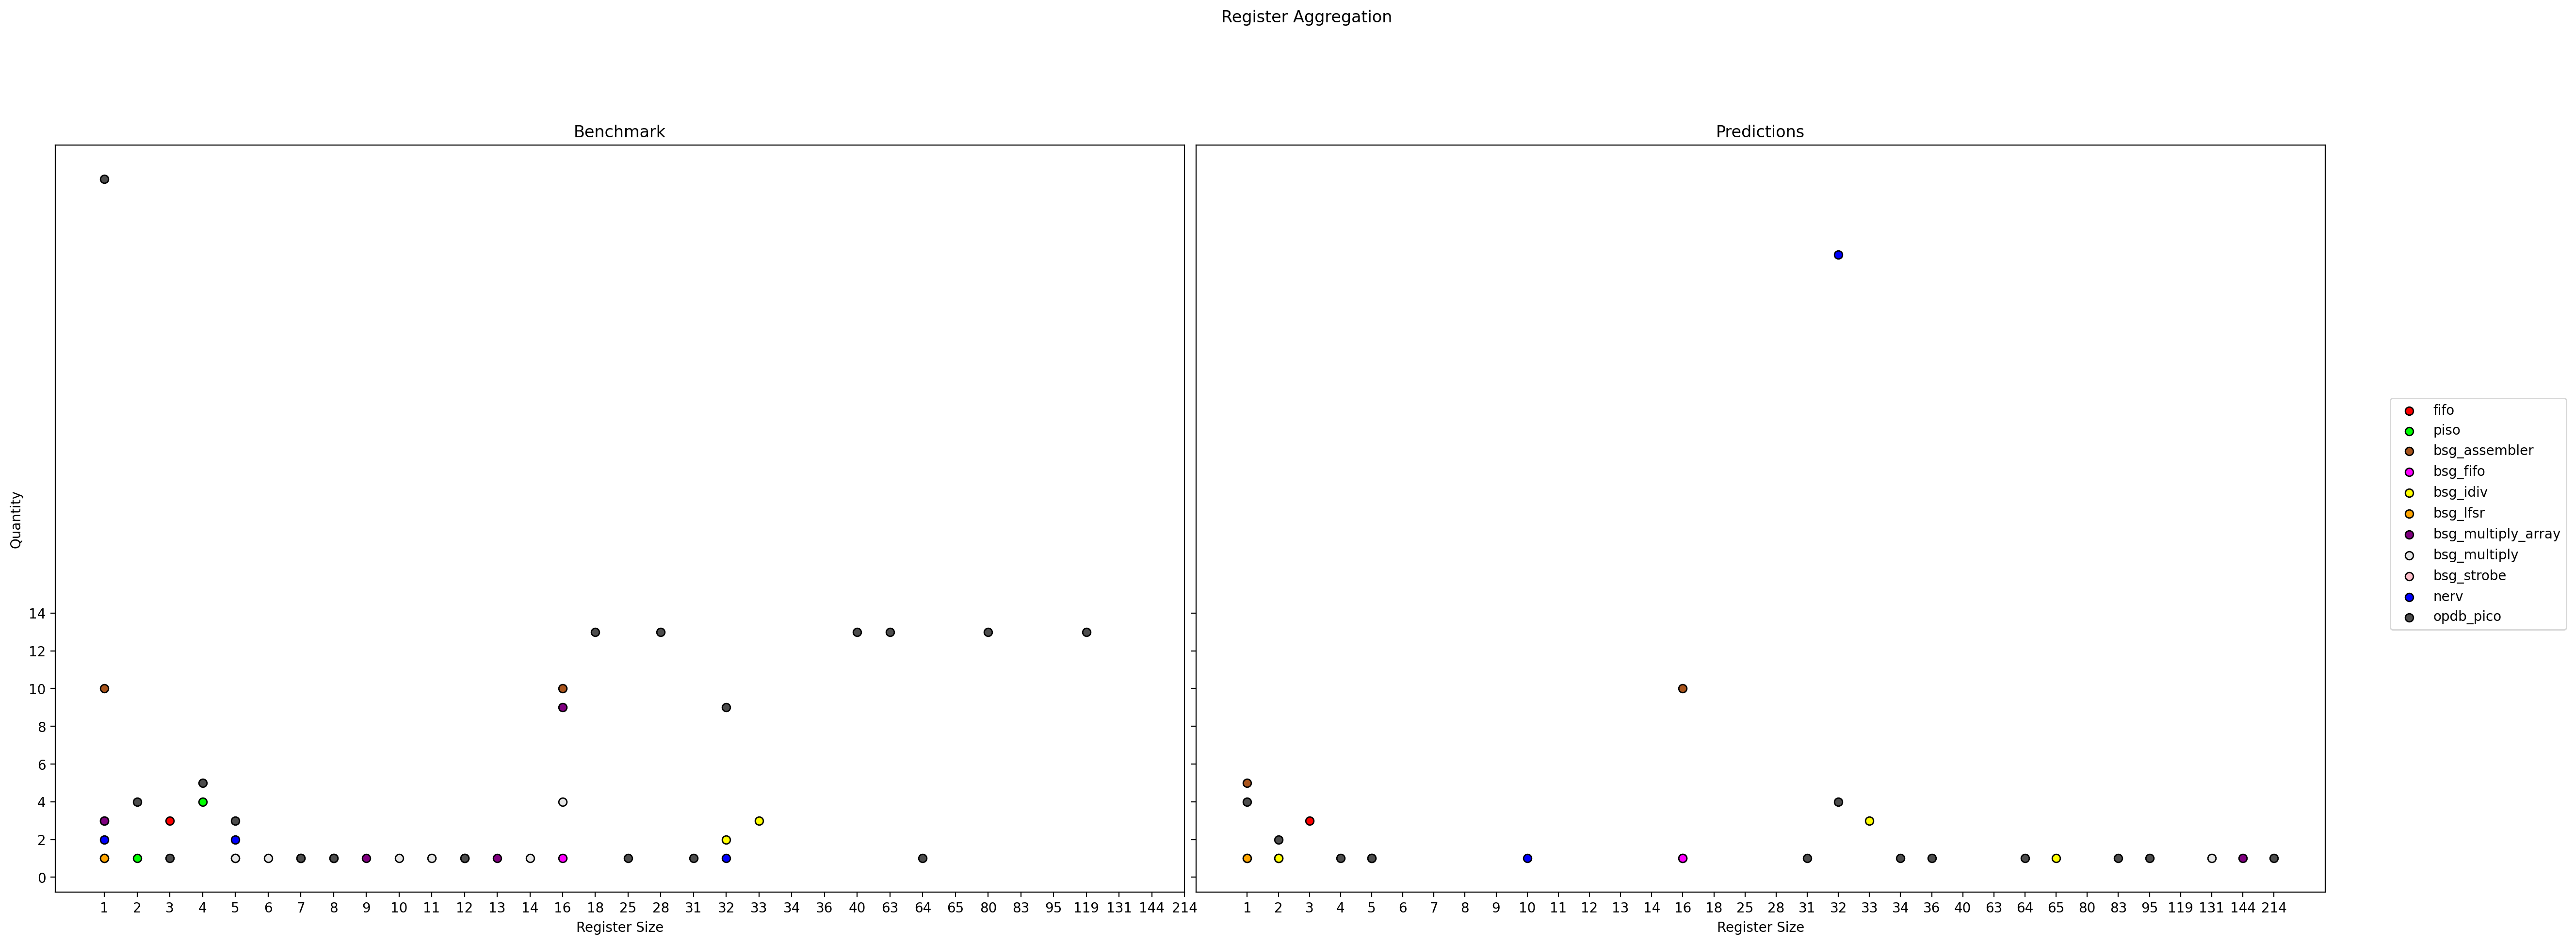 Register Aggregation
Benchmark
Predictions
Quantity
14
12
10
8
6
4
2
0
1 2 3 4 5 6 7 8 9 10 11 12 13 14 16 18 25 28 31 32 33 34 36 40 63 64 65 80 83 95 119 131 144 214
Register Size
1 2 3 4 5 6 7 8 9 10 11 12 13 14 16 18 25 28 31 32 33 34 36 40 63 64 65 80 83 95 119 131 144 214
Register Size
fifo
piso
bsg_assembler
bsg_fifo
bsg_idiv
bsg_lfsr
bsg_multiply_array
bsg_multiply
bsg_strobe
nerv
opdb_pico